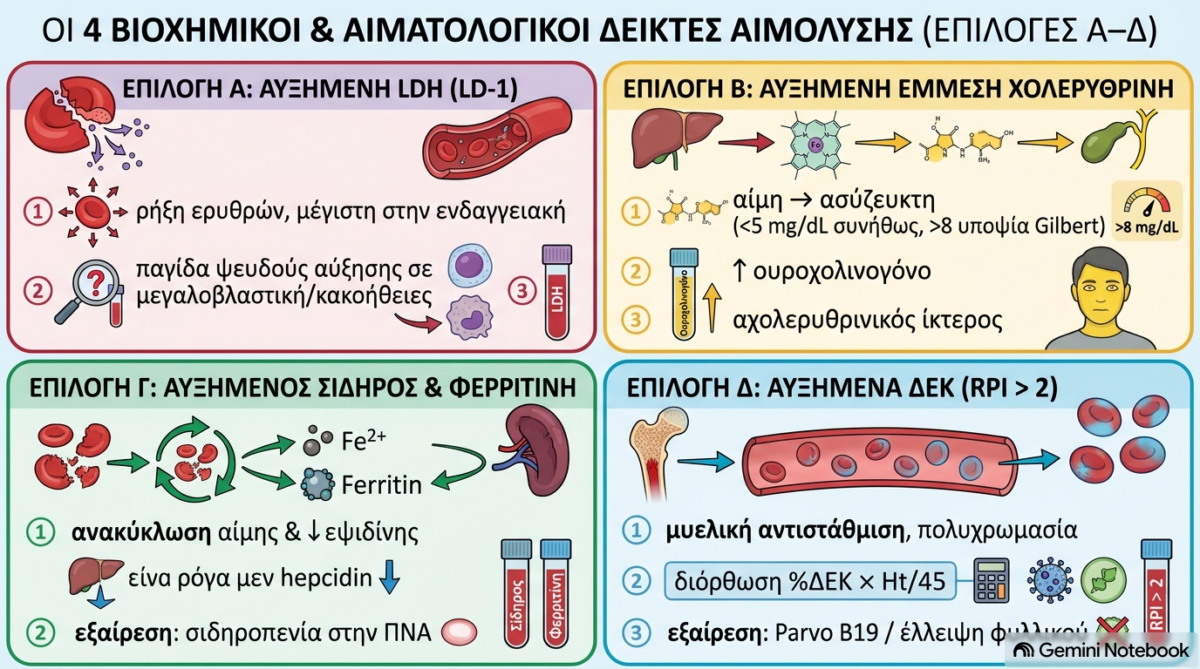 ΟΙ 4 ΒΙΟΧΗΜΙΚΟΙ & ΑΙΜΑΤΟΛΟΓΙΚΟΙ ΔΕΙΚΤΕΣ ΑΙΜΟΛΥΣΗΣ (ΕΠΙΛΟΓΕΣ Α–Δ)
ΕΠΙΛΟΓΗ Α: ΑΥΞΗΜΕΝΗ LDH (LD-1)
1 ρήξη ερυθρών, μέγιστη στην ενδαγγειακή
2 ? παγίδα ψευδούς αύξησης σε
μεγαλοβλαστική/κακοήθειες
3 LDH
ΕΠΙΛΟΓΗ Β: ΑΥΞΗΜΕΝΗ ΕΜΜΕΣΗ ΧΟΛΕΡΥΘΡΙΝΗ
Fe
1 αίμη → ασύζευκτη
(<5 mg/dL συνήθως, >8 υποψία Gilbert)
>8 mg/dL
2 ↑ ουροχολινογόνο
3 αχολερυθρινικός ίκτερος
ΕΠΙΛΟΓΗ Γ: ΑΥΞΗΜΕΝΟΣ ΣΙΔΗΡΟΣ & ΦΕΡΡΙΤΙΝΗ
Fe²⁺
Ferritin
1 ανακύκλωση αίμης & ↓ εψιδίνης
είνα ρόγα μεν hepcidin
2 εξαίρεση: σιδηροπενία στην ΠΝΑ
Σίδηρος
Φερριτίνη
ΕΠΙΛΟΓΗ Δ: ΑΥΞΗΜΕΝΑ ΔΕΚ (RPI > 2)
1 μυελική αντιστάθμιση, πολυχρωμασία
2 διόρθωση %ΔΕΚ × Ht/45
3 εξαίρεση: Parvo B19 / έλλειψη φυλλικού
RPI > 2
Gemini Notebook